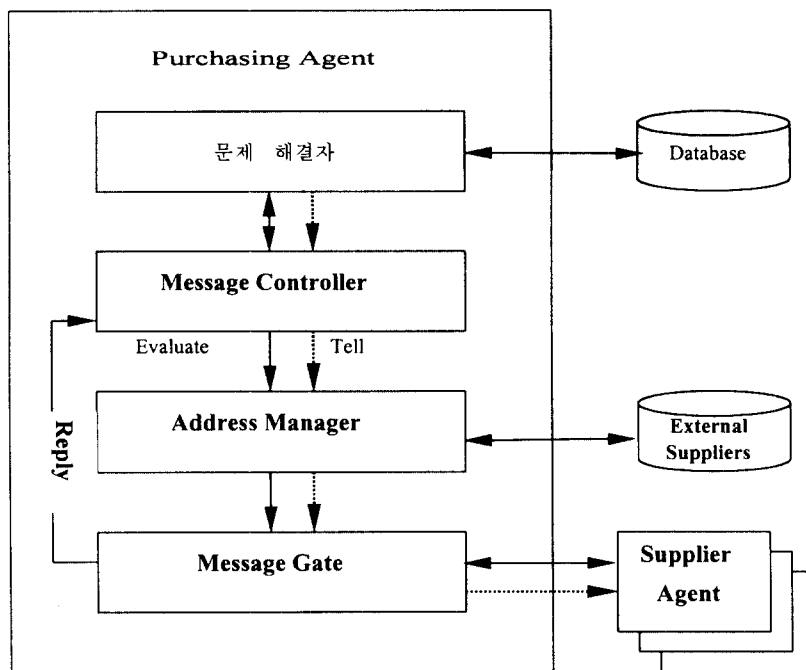 Purchasing Agent
문제 해결자
Database
Message Controller
Evaluate
Tell
Address Manager
External
Suppliers
Reply
Message Gate
Supplier
Agent